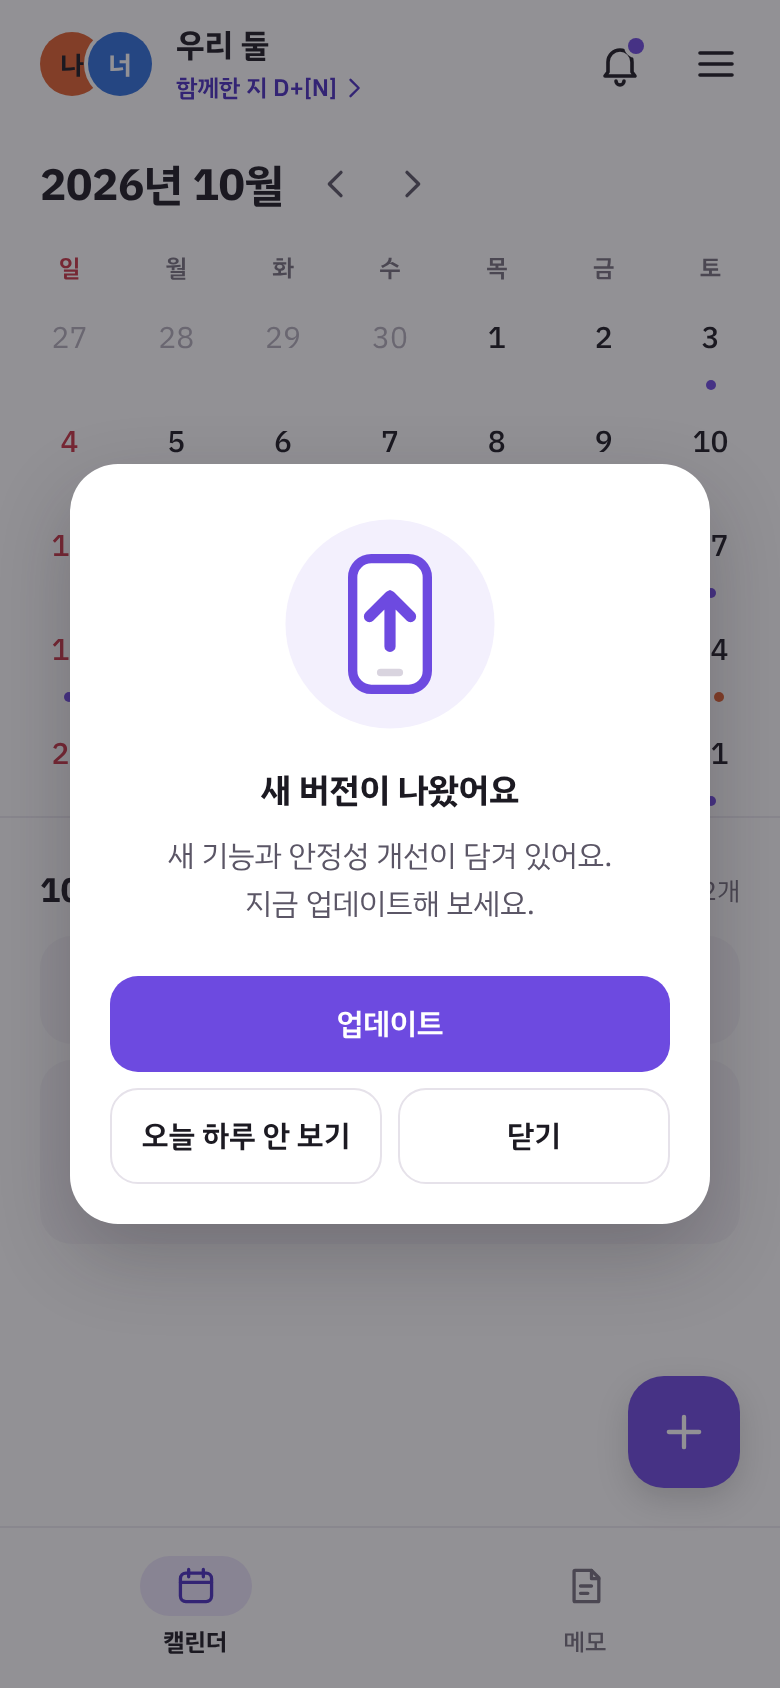 나 너 우리 둘
함께한 지 D+[N]
2026년 10월
일 월 화 수 목 금 토
27 28 29 30 1 2 3
4 5 6 7 8 9 10
새 버전이 나왔어요
새 기능과 안정성 개선이 담겨 있어요.
지금 업데이트해 보세요.
업데이트
오늘 하루 안 보기 닫기
캘린더 메모